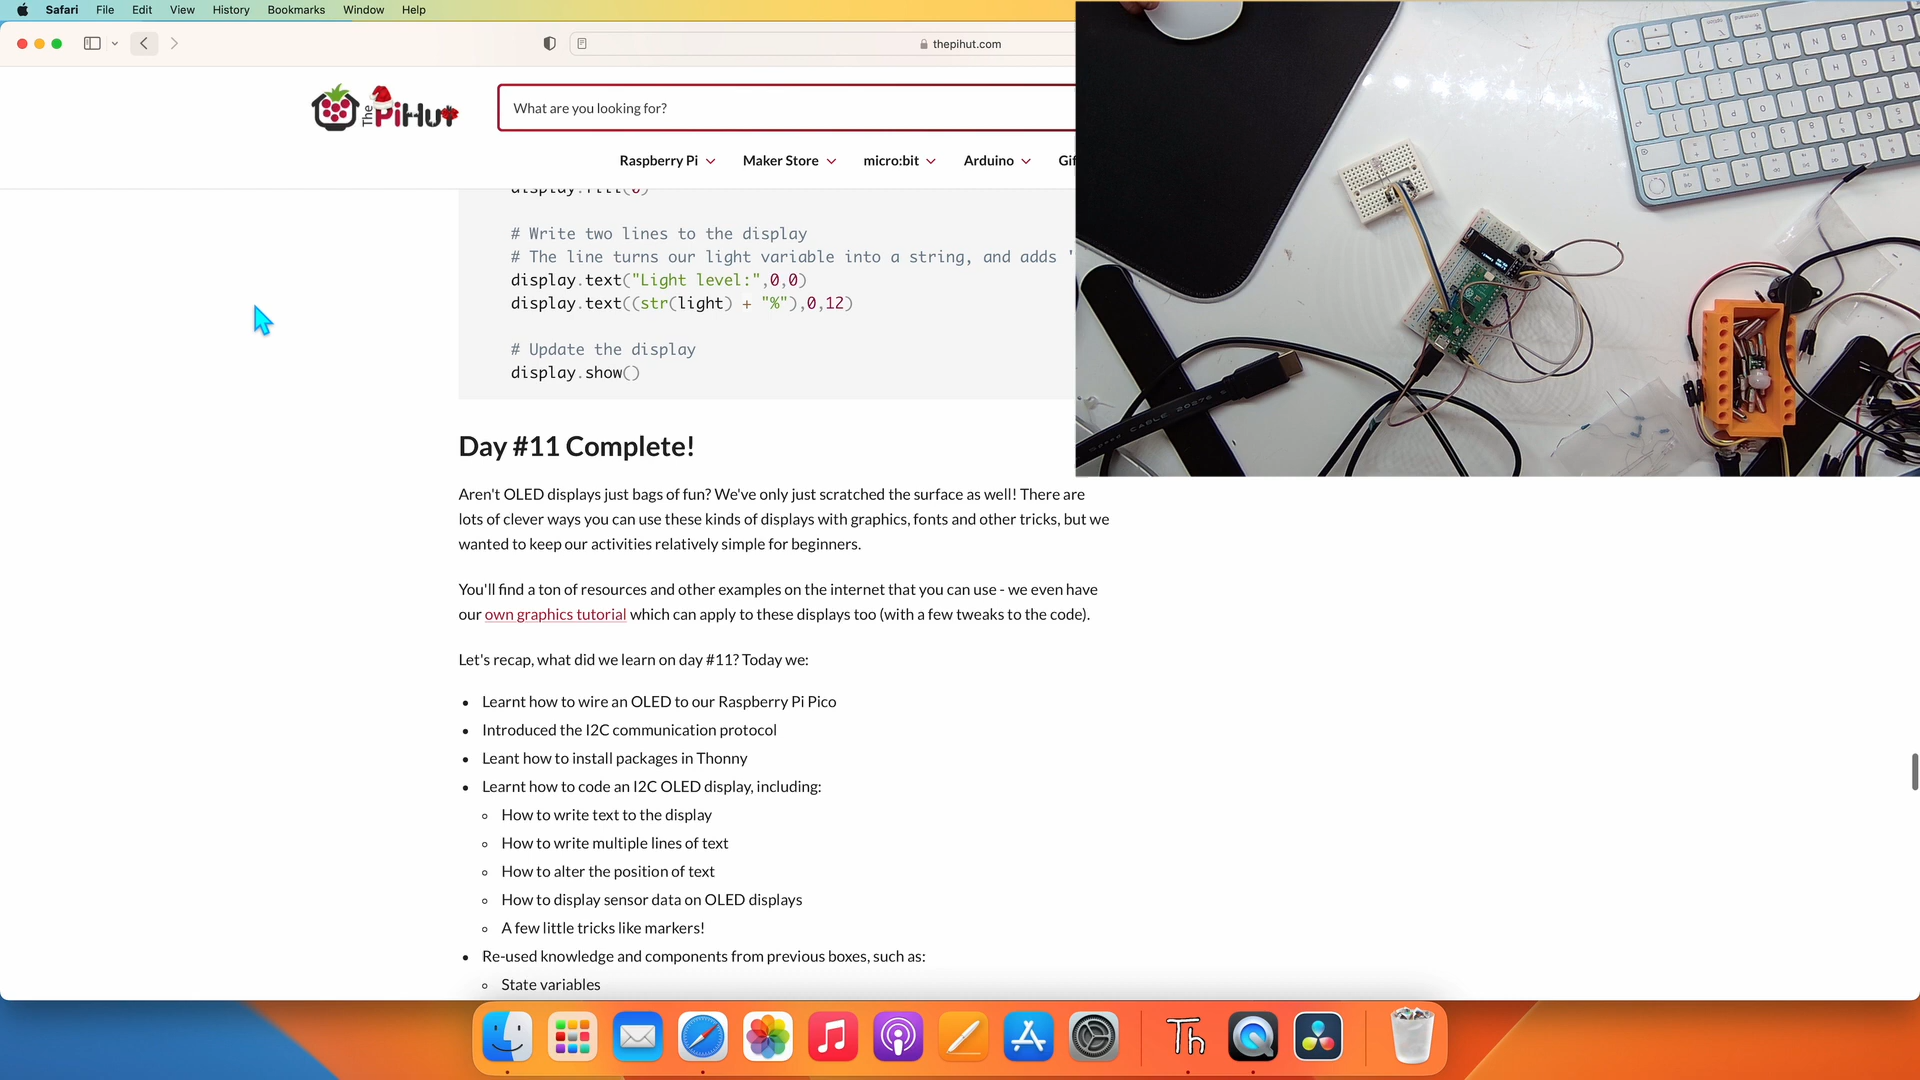 Safari File Edit View History Bookmarks Window Help
thepihut.com
The PiHut
What are you looking for?
Raspberry Pi Maker Store micro:bit Arduino Gif
display.fill(0)
# Write two lines to the display
# The line turns our light variable into a string, and adds '
display.text("Light level:",0,0)
display.text((str(light) + "%"),0,12)
# Update the display
display.show()
Day #11 Complete!
Aren't OLED displays just bags of fun? We've only just scratched the surface as well! There are
lots of clever ways you can use these kinds of displays with graphics, fonts and other tricks, but we
wanted to keep our activities relatively simple for beginners.
You'll find a ton of resources and other examples on the internet that you can use - we even have
our own graphics tutorial which can apply to these displays too (with a few tweaks to the code).
Let's recap, what did we learn on day #11? Today we:
Learnt how to wire an OLED to our Raspberry Pi Pico
Introduced the I2C communication protocol
Leant how to install packages in Thonny
Learnt how to code an I2C OLED display, including:
How to write text to the display
How to write multiple lines of text
How to alter the position of text
How to display sensor data on OLED displays
A few little tricks like markers!
Re-used knowledge and components from previous boxes, such as:
State variables
Th
CABLE 20276